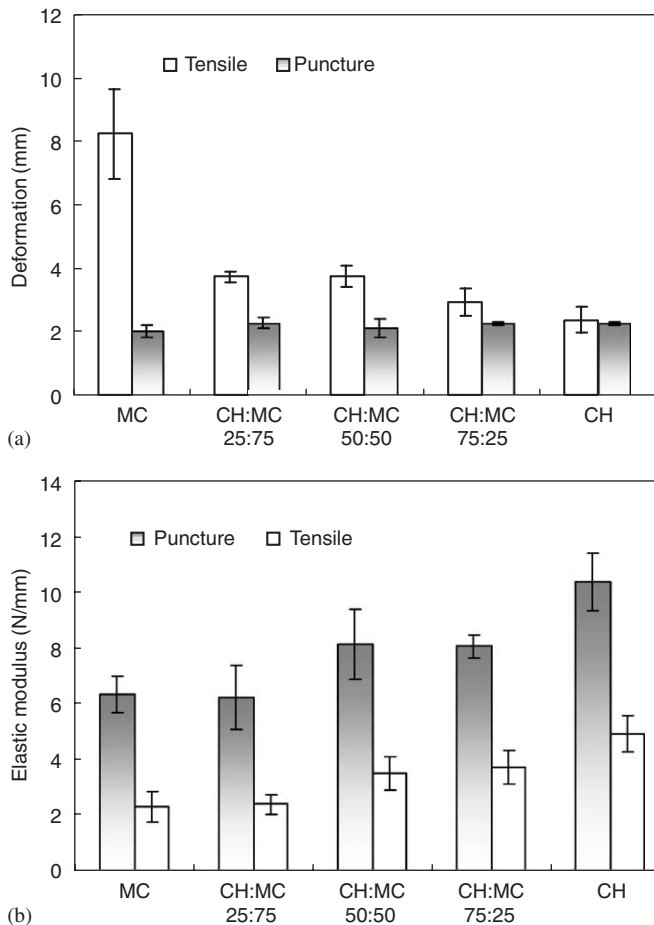 12
Tensile Puncture
10
8
6
4
2
0
Deformation (mm)
MC CH:MC CH:MC CH:MC CH
25:75 50:50 75:25
(a)
14
12
Puncture Tensile
10
8
6
4
2
0
Elastic modulus (N/mm)
MC CH:MC CH:MC CH:MC CH
25:75 50:50 75:25
(b)